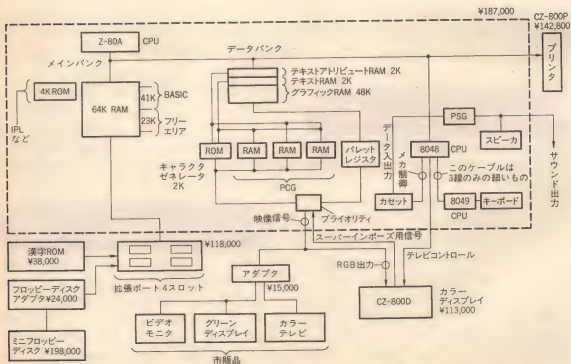 ¥187,000
CZ-800P
¥142,800
プリンタ
Z-80A
CPU
データバンク
メインバンク
テキストアトリビュートRAM 2K
テキストRAM 2K
グラフィックRAM 48K
4K ROM
IPL
など
64K RAM
41K
BASIC
23K
フリー
エリア
ROM
RAM
RAM
RAM
キャラクタ
ゼネレータ
2K
PCG
パレット
レジスタ
データ入出力
メカ制御
PSG
スピーカ
8048
CPU
このケーブルは
3線のみの細いもの
カセット
8049
CPU
キーボード
サウンド出力
プライオリティ
映像信号
スーパーインポーズ用信号
漢字ROM
¥38,000
¥118,000
拡張ポート4スロット
フロッピーディスク
アダプタ¥24,000
ミニフロッピー
ディスク ¥198,000
アダプタ
¥15,000
RGB出力
テレビコントロール
CZ-800D
カラー
ディスプレイ
¥113,000
ビデオ
モニタ
グリーン
ディスプレイ
カラー
テレビ
市販品